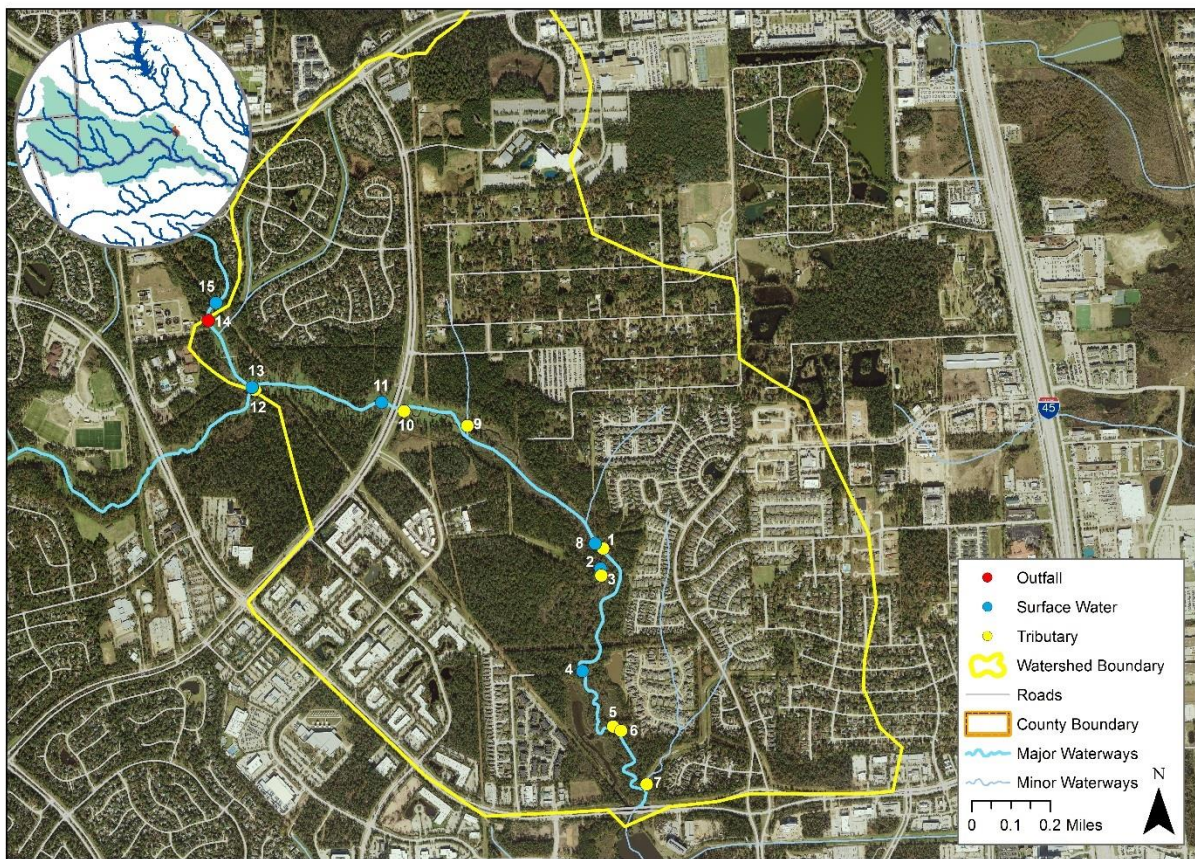 15
14
13
12
11
10
9
8
1
2
3
4
5
6
7
45
Outfall
Surface Water
Tributary
Watershed Boundary
Roads
County Boundary
Major Waterways
Minor Waterways
N
0 0.1 0.2 Miles